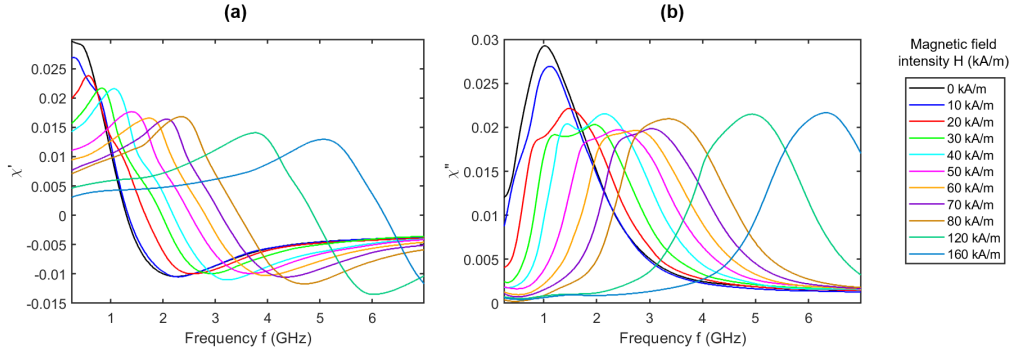 (a)
0.03
0.025
0.02
0.015
0.01
0.005
0
-0.005
-0.01
-0.015
χ'
1 2 3 4 5 6
Frequency f (GHz)
(b)
0.03
0.025
0.02
0.015
0.01
0.005
0
χ"
1 2 3 4 5 6
Frequency f (GHz)
Magnetic field
intensity H (kA/m)
0 kA/m
10 kA/m
20 kA/m
30 kA/m
40 kA/m
50 kA/m
60 kA/m
70 kA/m
80 kA/m
120 kA/m
160 kA/m